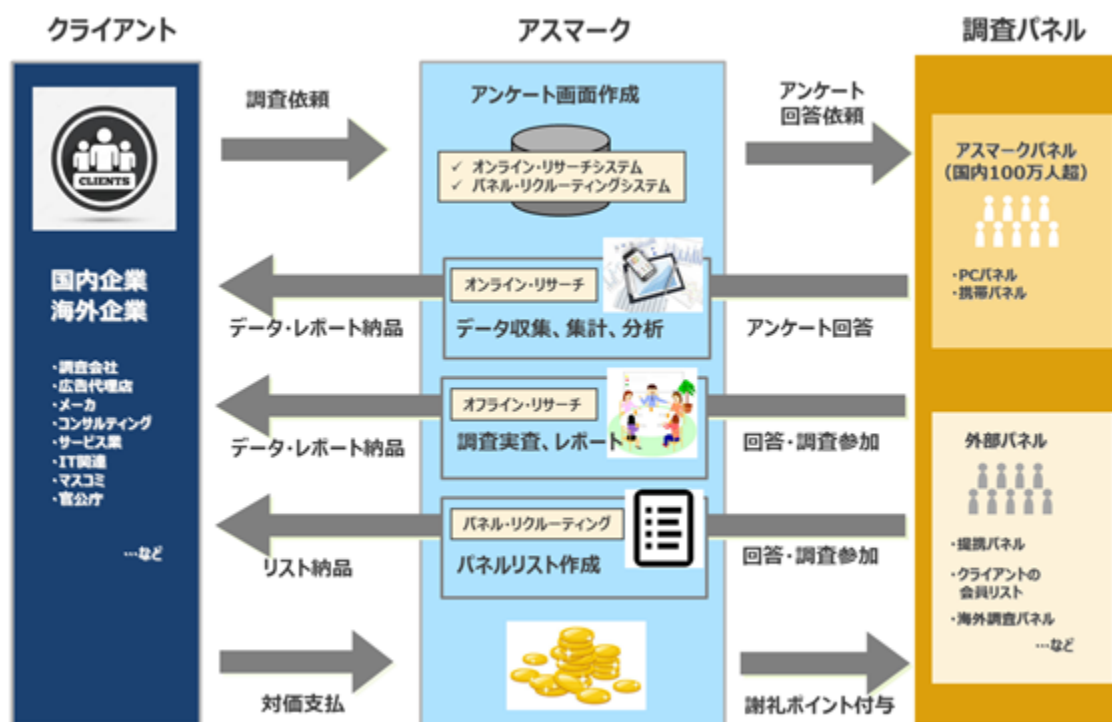 クライアント
アスマーク
調査パネル
CLIENTS
国内企業
海外企業
・調査会社
・広告代理店
・メーカ
・コンサルティング
・サービス業
・IT関連
・マスコミ
・官公庁
…など
調査依頼
データ・レポート納品
データ・レポート納品
リスト納品
対価支払
アンケート画面作成
✓ オンライン・リサーチシステム
✓ パネル・リクルーティングシステム
オンライン・リサーチ
データ収集、集計、分析
オフライン・リサーチ
調査実査、レポート
パネル・リクルーティング
パネルリスト作成
アンケート
回答依頼
アンケート回答
回答・調査参加
回答・調査参加
謝礼ポイント付与
アスマークパネル
（国内100万人超）
・PCパネル
・携帯パネル
外部パネル
・提携パネル
・クライアントの
会員リスト
・海外調査パネル
…など